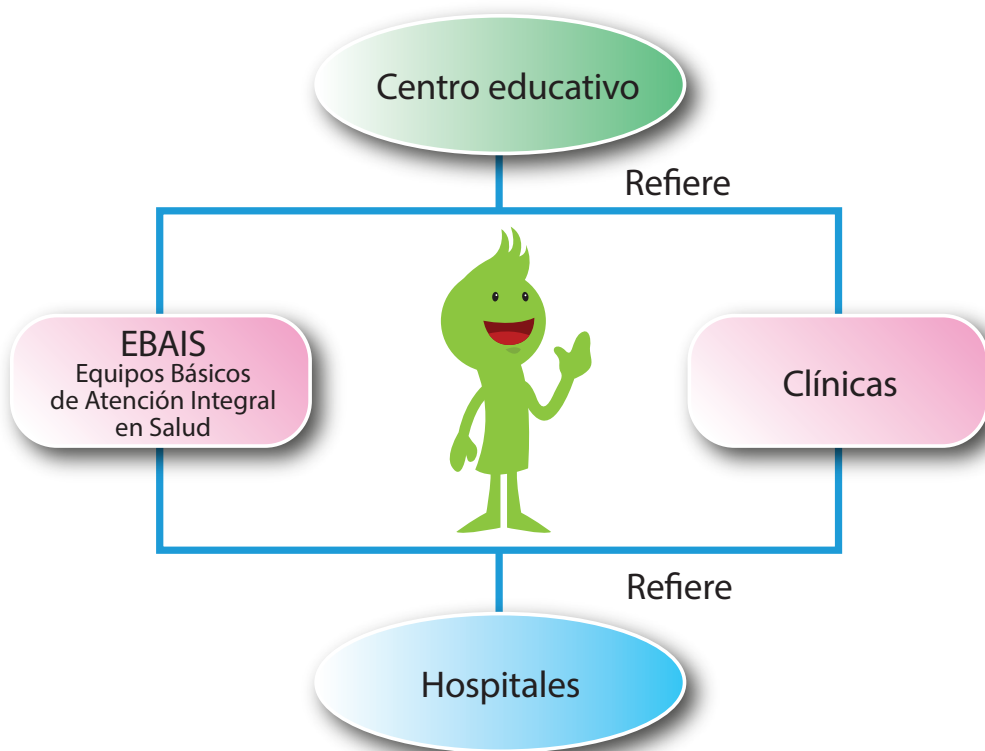 Centro educativo
Refiere
EBAIS
Equipos Básicos
de Atención Integral
en Salud
Clínicas
Refiere
Hospitales